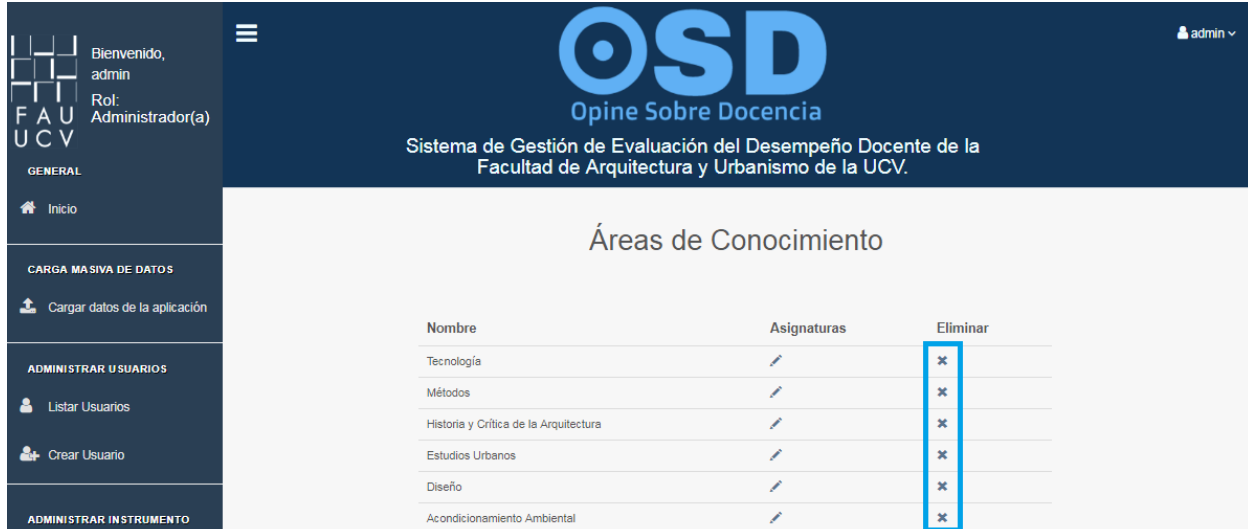 Bienvenido,
admin
Rol:
Administrador(a)
FAU
UCV
GENERAL
Inicio
CARGA MASIVA DE DATOS
Cargar datos de la aplicación
ADMINISTRAR USUARIOS
Listar Usuarios
Crear Usuario
ADMINISTRAR INSTRUMENTO
admin
OSD
Opine Sobre Docencia
Sistema de Gestión de Evaluación del Desempeño Docente de la
Facultad de Arquitectura y Urbanismo de la UCV.
Áreas de Conocimiento
Nombre Asignaturas Eliminar
Tecnología
Métodos
Historia y Crítica de la Arquitectura
Estudios Urbanos
Diseño
Acondicionamiento Ambiental